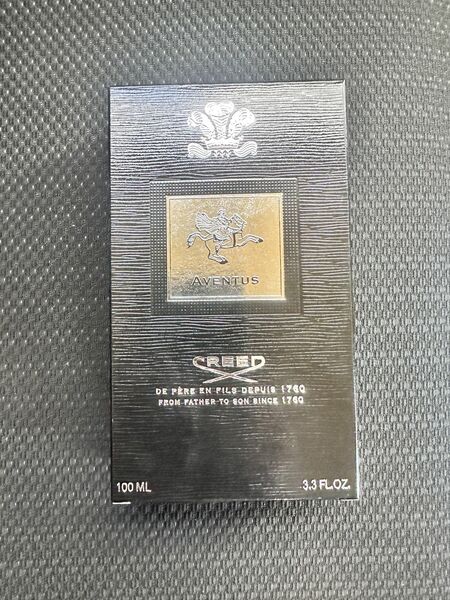 AVENTUS
CREED
DE PÈRE EN FILS DEPUIS 1760
FROM FATHER TO SON SINCE 1760
100 ML 3.3 FL.OZ.